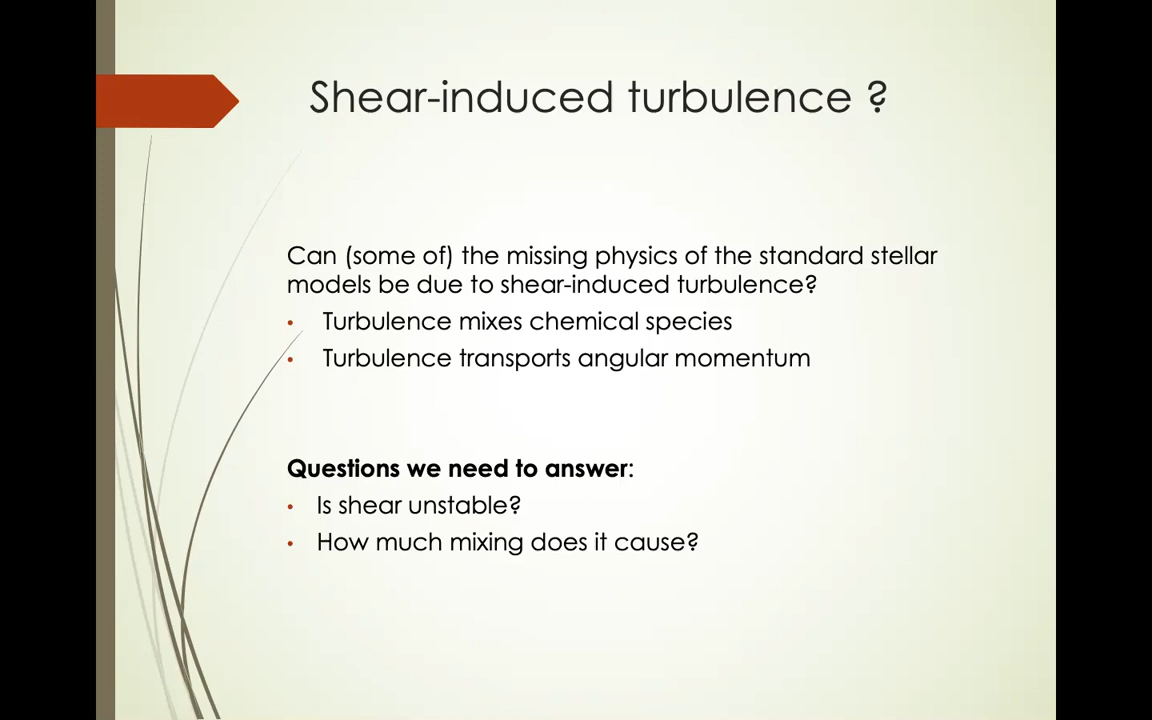 Shear-induced turbulence ?
Can (some of) the missing physics of the standard stellar
models be due to shear-induced turbulence?
• Turbulence mixes chemical species
• Turbulence transports angular momentum
Questions we need to answer:
• Is shear unstable?
• How much mixing does it cause?